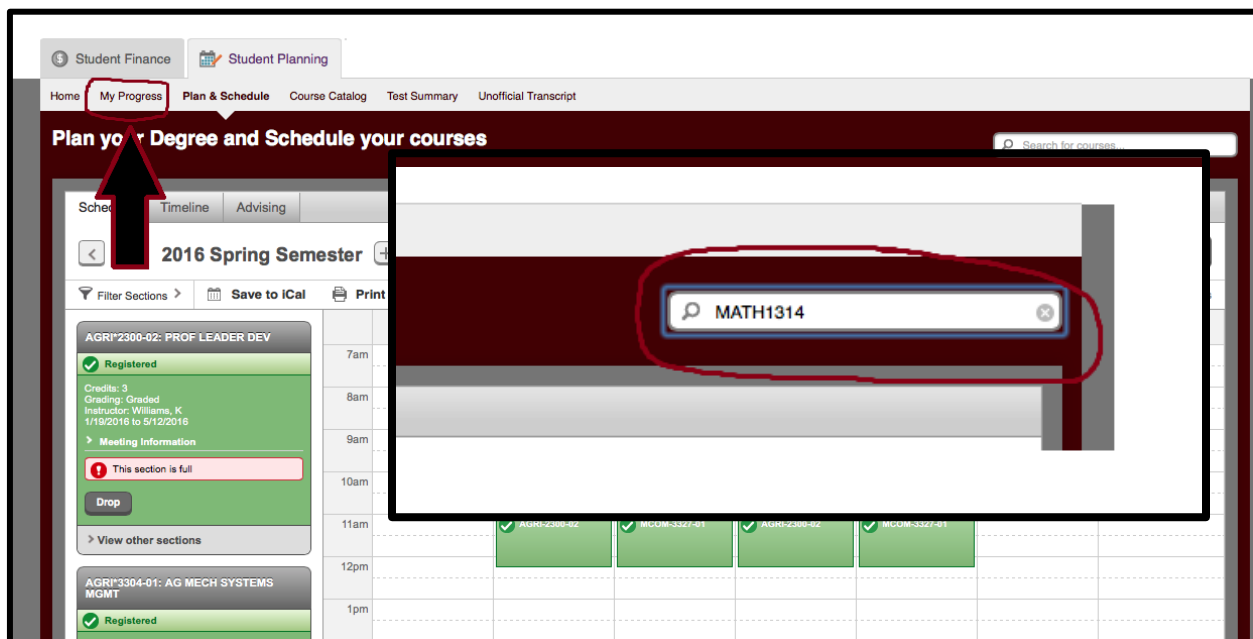 Student Finance
Student Planning
Home My Progress Plan & Schedule Course Catalog Test Summary Unofficial Transcript
Plan your Degree and Schedule your courses
Search for courses...
Timeline Advising
2016 Spring Semester
Filter Sections Save to iCal Print
MATH1314
AGRI*2300-02: PROF LEADER DEV
Registered
Credits: 3
Grading: Graded
Instructor: Williams, K
1/19/2016 to 5/12/2016
Meeting Information
This section is full
Drop
View other sections
AGRI*3304-01: AG MECH SYSTEMS
MGMT
Registered
7am
8am
9am
10am
11am
AGRI-2300-02 MCOM-3327-01 AGRI-2300-02 MCOM-3327-01
12pm
1pm